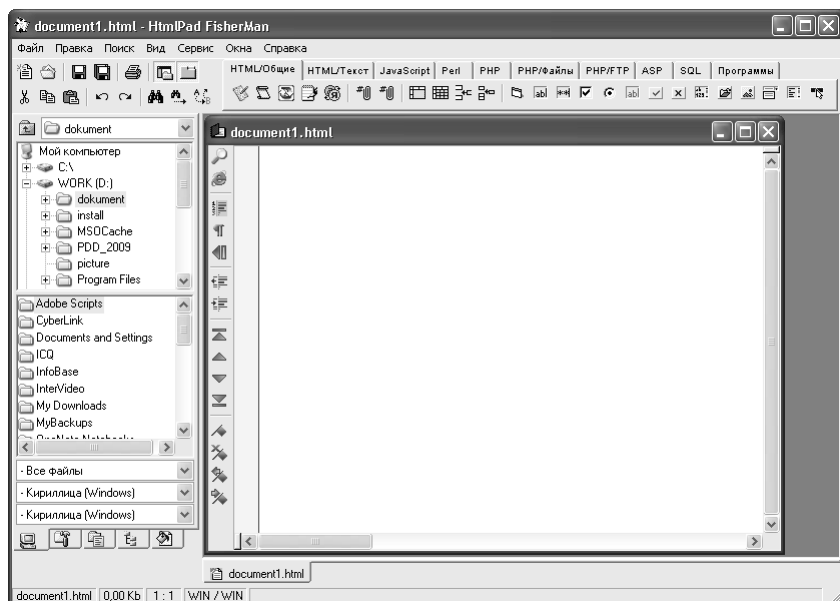 document1.html - HtmlPad FisherMan
Файл Правка Поиск Вид Сервис Окна Справка
HTML/Общие HTML/Текст JavaScript Perl PHP PHP/Файлы PHP/FTP ASP SQL Программы
dokument
Мой компьютер
C:\
WORK (D:)
dokument
install
MSOCache
PDD_2009
picture
Program Files
Adobe Scripts
CyberLink
Documents and Settings
ICQ
InfoBase
InterVideo
My Downloads
MyBackups
OneNote Notebooks
- Все файлы
- Кириллица (Windows)
- Кириллица (Windows)
document1.html
document1.html
document1.html 0,00 Kb 1 : 1 WIN / WIN